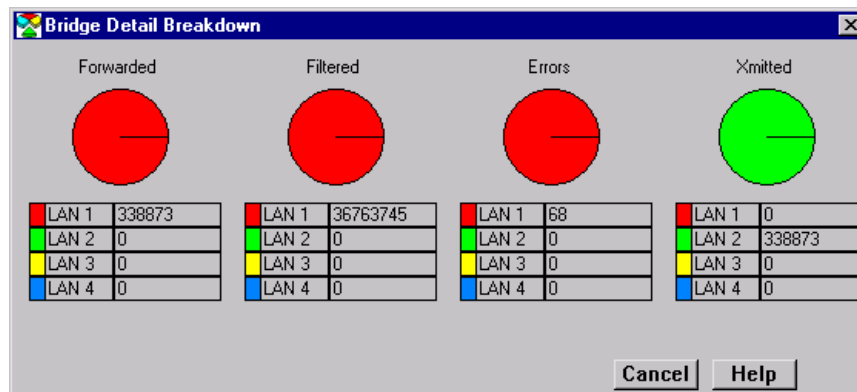 Bridge Detail Breakdown
Forwarded Filtered Errors Xmitted
LAN 1 338873 LAN 1 36763745 LAN 1 68 LAN 1 0
LAN 2 0 LAN 2 0 LAN 2 0 LAN 2 338873
LAN 3 0 LAN 3 0 LAN 3 0 LAN 3 0
LAN 4 0 LAN 4 0 LAN 4 0 LAN 4 0
Cancel Help